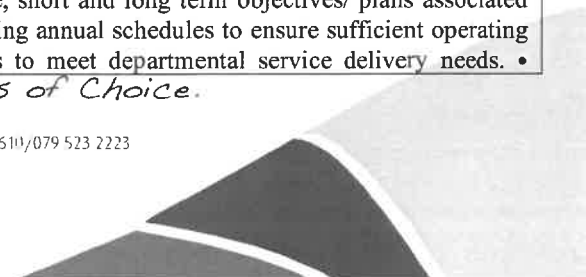 short and long term objectives/ plans associated
ing annual schedules to ensure sufficient operating
s to meet departmental service delivery needs. •
s of Choice.
610/079 523 2223